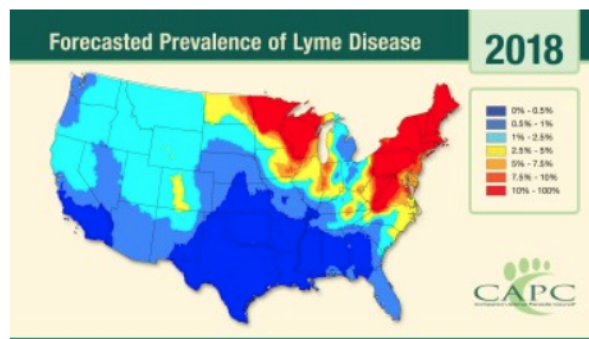 Forecasted Prevalence of Lyme Disease
2018
0% - 0.5%
0.5% - 1%
1% - 2.5%
2.5% - 5%
5% - 7.5%
7.5% - 10%
10% - 100%
CAPC